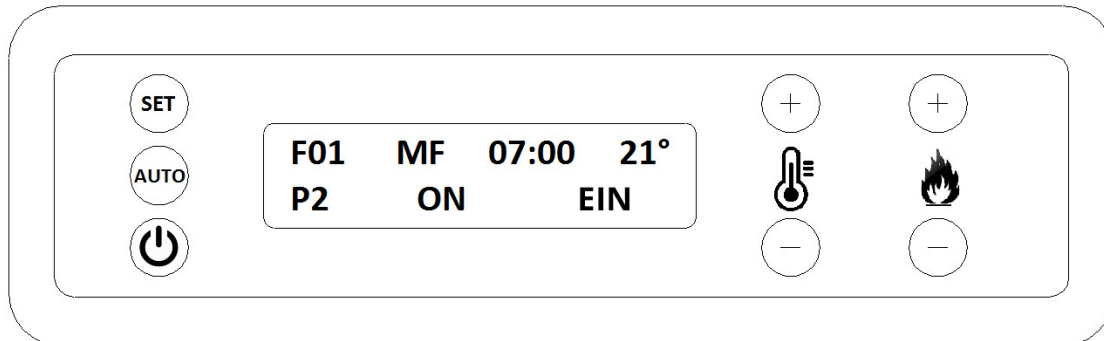 SET
AUTO
F01 MF 07:00 21°
P2 ON EIN
+
−
+
−